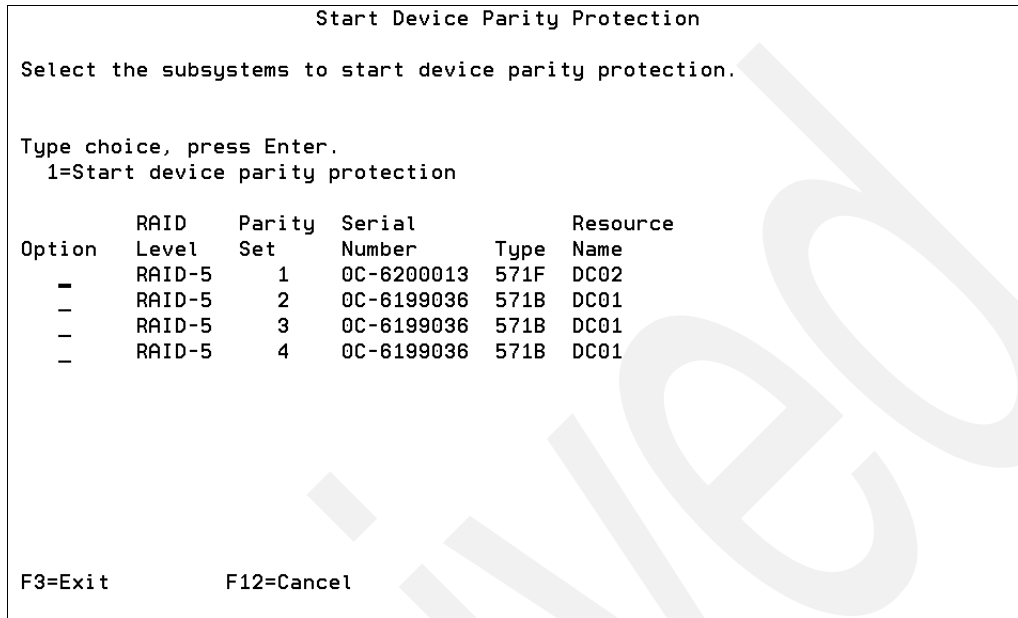 Start Device Parity Protection
Select the subsystems to start device parity protection.
Type choice, press Enter.
1=Start device parity protection
RAID Parity Serial Resource
Option Level Set Number Type Name
_ RAID-5 1 0C-6200013 571F DC02
_ RAID-5 2 0C-6199036 571B DC01
_ RAID-5 3 0C-6199036 571B DC01
_ RAID-5 4 0C-6199036 571B DC01
F3=Exit F12=Cancel